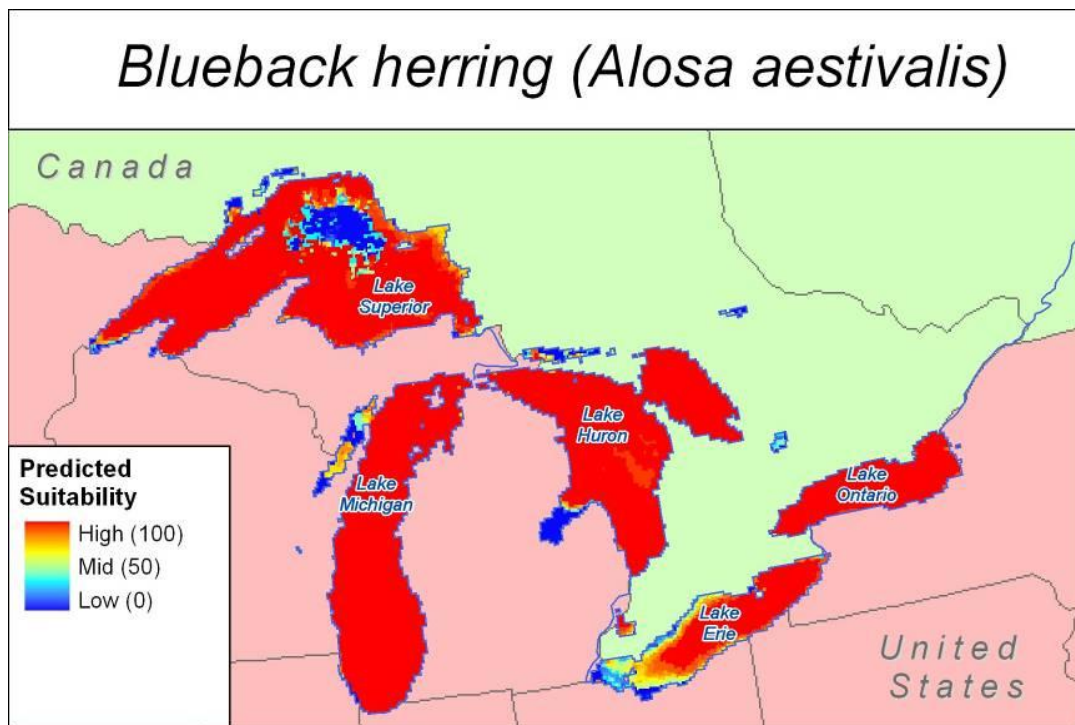 Blueback herring (Alosa aestivalis)
Canada
Lake
Superior
Lake
Huron
Lake
Michigan
Lake
Ontario
Lake
Erie
United
States
Predicted
Suitability
High (100)
Mid (50)
Low (0)